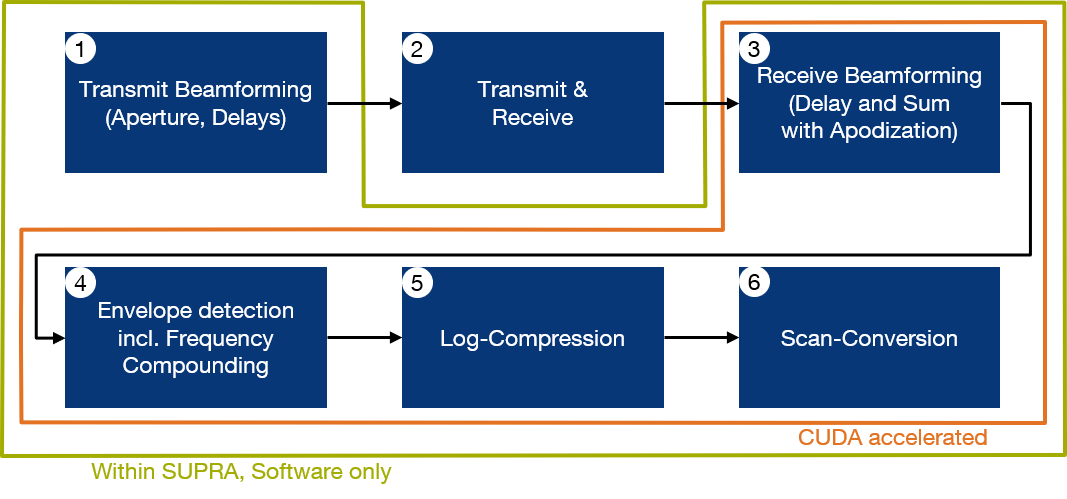 1
Transmit Beamforming
(Aperture, Delays)
2
Transmit &
Receive
3
Receive Beamforming
(Delay and Sum
with Apodization)
4
Envelope detection
incl. Frequency
Compounding
5
Log-Compression
6
Scan-Conversion
CUDA accelerated
Within SUPRA, Software only